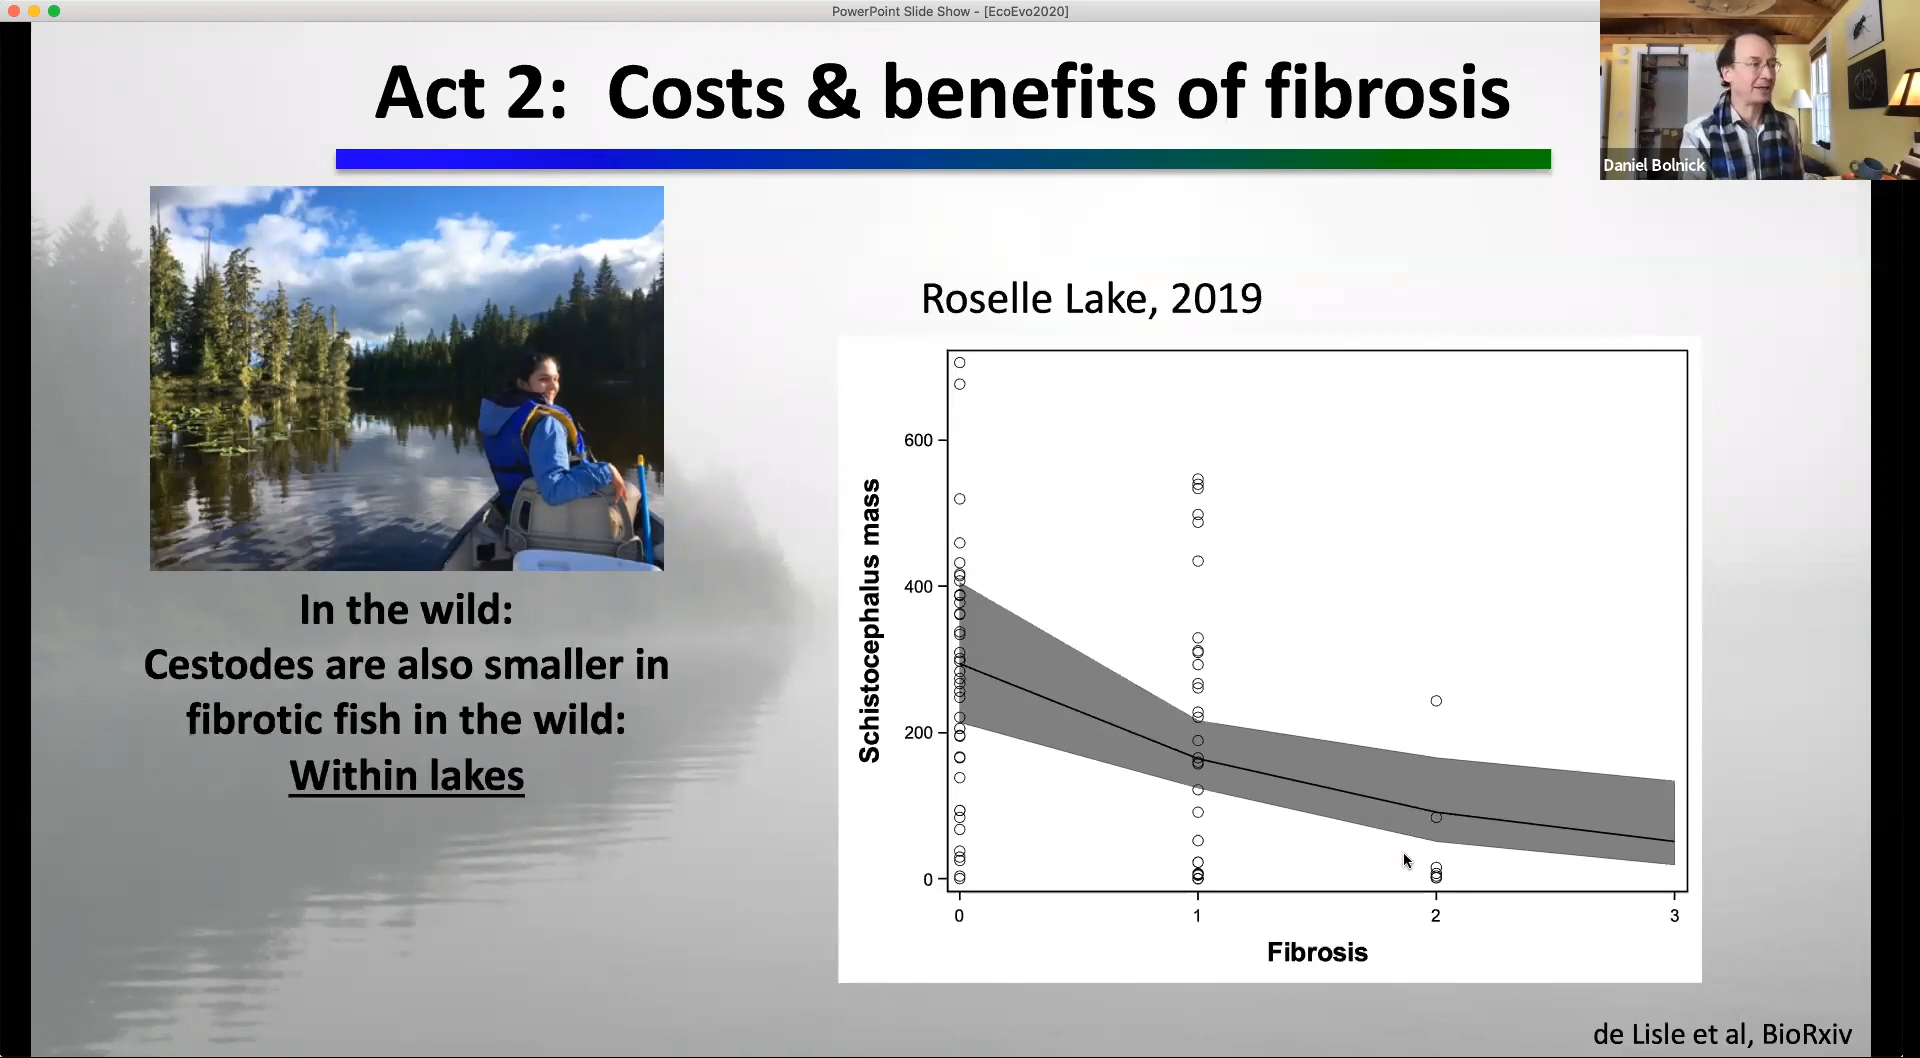 PowerPoint Slide Show - [EcoEvo2020]
Act 2: Costs & benefits of fibrosis
Daniel Bolnick
Roselle Lake, 2019
In the wild:
Cestodes are also smaller in
fibrotic fish in the wild:
Within lakes
Schistocephalus mass
600
400
200
0
0 1 2 3
Fibrosis
de Lisle et al, BioRxiv